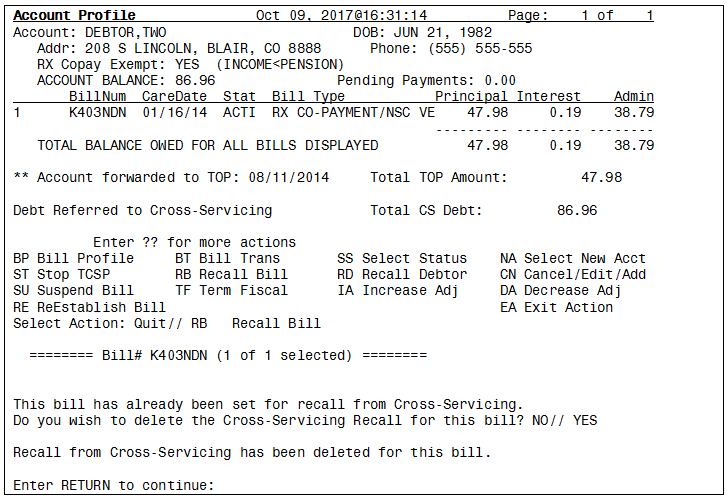 Account Profile Oct 09, 2017@16:31:14 Page: 1 of 1
Account: DEBTOR,TWO DOB: JUN 21, 1982
Addr: 208 S LINCOLN, BLAIR, CO 8888 Phone: (555) 555-555
RX Copay Exempt: YES (INCOME<PENSION)
ACCOUNT BALANCE: 86.96 Pending Payments: 0.00
BillNum CareDate Stat Bill Type Principal Interest Admin
1 K403NDN 01/16/14 ACTI RX CO-PAYMENT/NSC VE 47.98 0.19 38.79
--------- -------- --------
TOTAL BALANCE OWED FOR ALL BILLS DISPLAYED 47.98 0.19 38.79
** Account forwarded to TOP: 08/11/2014 Total TOP Amount: 47.98
Debt Referred to Cross-Servicing Total CS Debt: 86.96
Enter ?? for more actions
BP Bill Profile BT Bill Trans SS Select Status NA Select New Acct
ST Stop TCSP RB Recall Bill RD Recall Debtor CN Cancel/Edit/Add
SU Suspend Bill TF Term Fiscal IA Increase Adj DA Decrease Adj
RE ReEstablish Bill EA Exit Action
Select Action: Quit// RB Recall Bill
======== Bill# K403NDN (1 of 1 selected) ========
This bill has already been set for recall from Cross-Servicing.
Do you wish to delete the Cross-Servicing Recall for this bill? NO// YES
Recall from Cross-Servicing has been deleted for this bill.
Enter RETURN to continue: